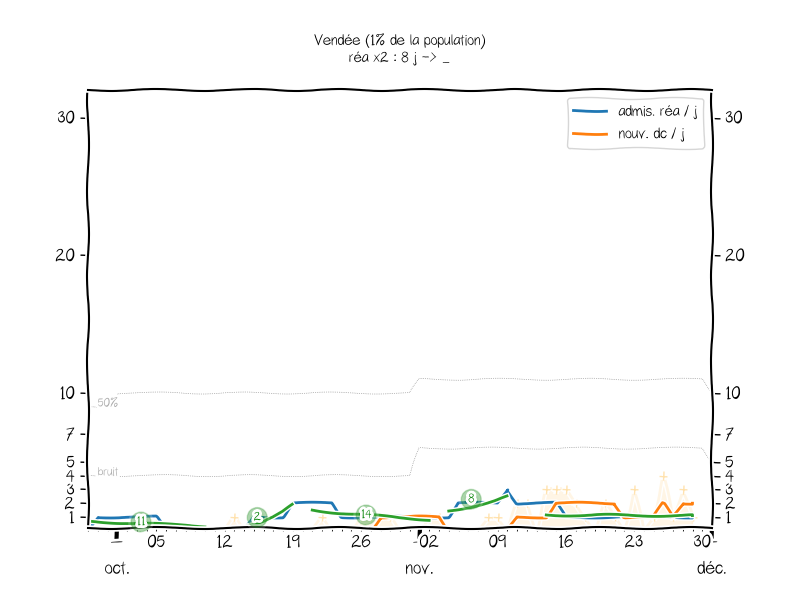 Vendée (1% de la population)
réa x2 : 8 j -> _
admis. réa / j
nouv. dc / j
30 30
20 20
10 10
50%
7 7
bruit
5 5
4 4
3 3
2 2
1 1
11 2 14 8
05 12 19 26 02 09 16 23 30
oct. nov. déc.